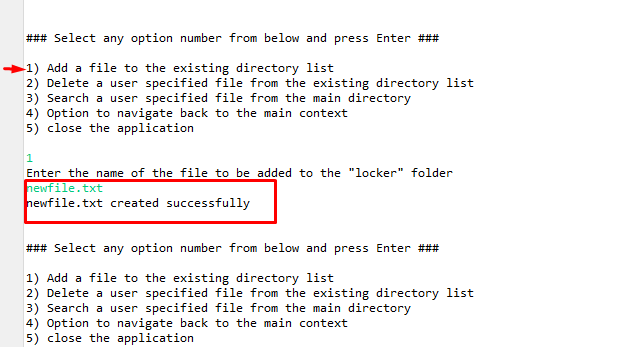 ### Select any option number from below and press Enter ###
1) Add a file to the existing directory list
2) Delete a user specified file from the existing directory list
3) Search a user specified file from the main directory
4) Option to navigate back to the main context
5) close the application
1
Enter the name of the file to be added to the "locker" folder
newfile.txt
newfile.txt created successfully
### Select any option number from below and press Enter ###
1) Add a file to the existing directory list
2) Delete a user specified file from the existing directory list
3) Search a user specified file from the main directory
4) Option to navigate back to the main context
5) close the application